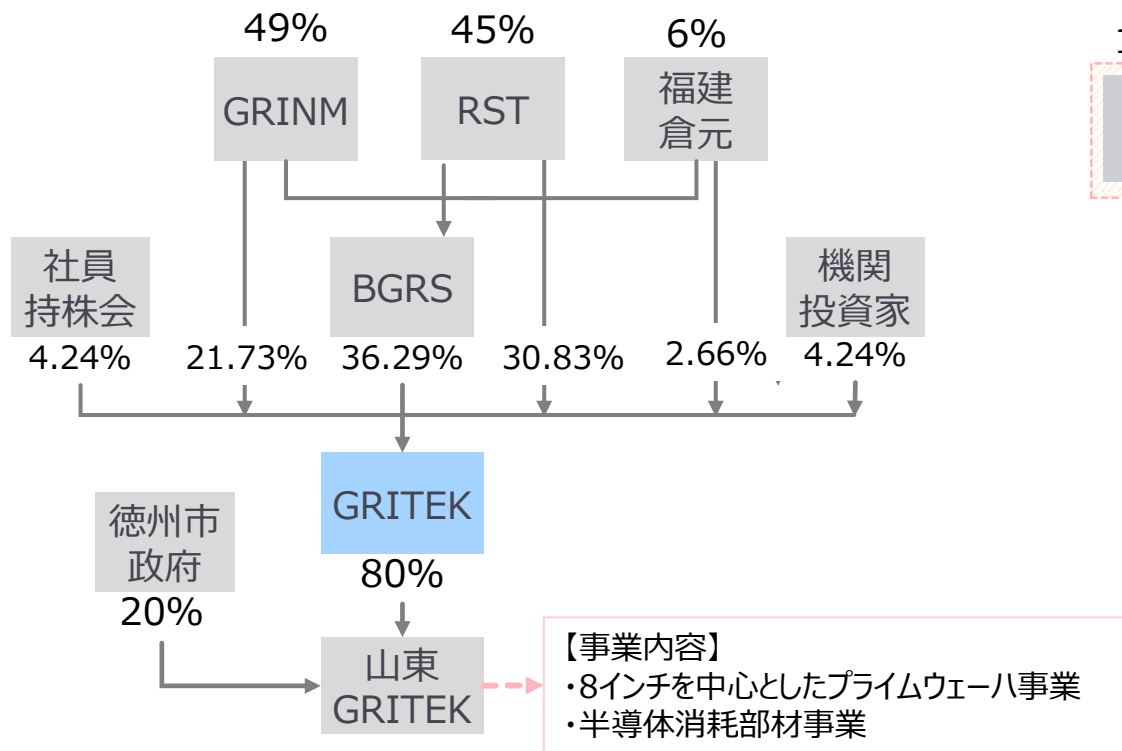 49%
45%
6%
GRINM
RST
福建
倉元
社員
持株会
BGRS
機関
投資家
4.24%
21.73%
36.29%
30.83%
2.66%
4.24%
GRITEK
徳州市
政府
80%
20%
山東
GRITEK
【事業内容】
・8インチを中心としたプライムウェーハ事業
・半導体消耗部材事業